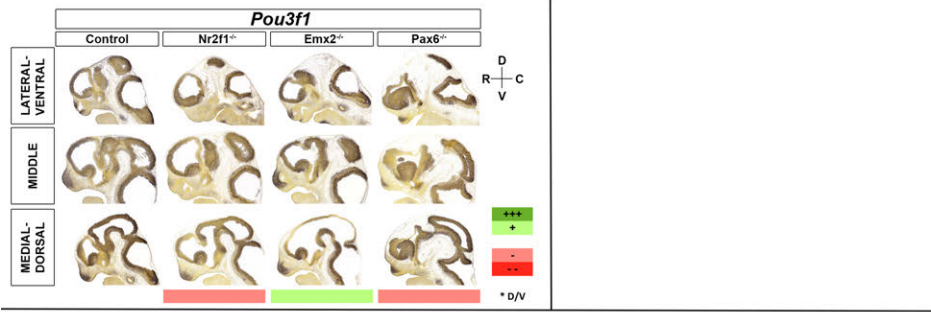 Pou3f1
Control Nr2f1-/- Emx2-/- Pax6-/-
LATERAL-
VENTRAL
D
R C
V
MIDDLE
MEDIAL-
DORSAL
+++
+
-
--
* D/V